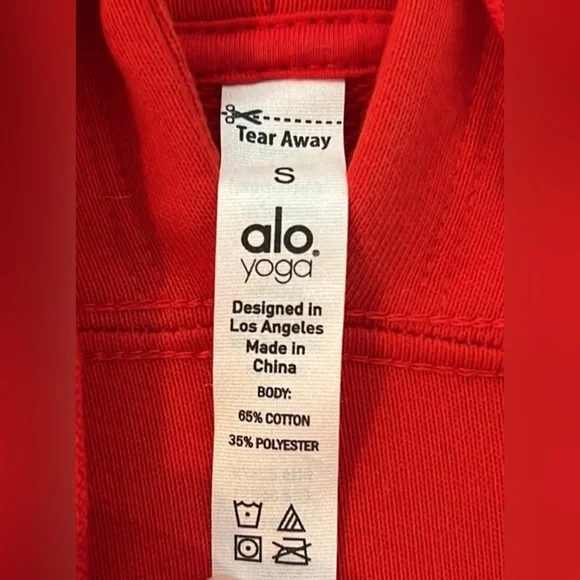 Tear Away
S
alo®
yoga
Designed in
Los Angeles
Made in
China
BODY:
65% COTTON
35% POLYESTER